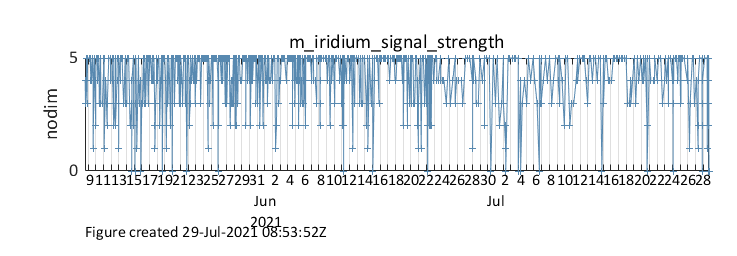 m_iridium_signal_strength
5
nodim
0
9 11 13 15 17 19 21 23 25 27 29 31 2 4 6 8 10 12 14 16 18 20 22 24 26 28 30 2 4 6 8 10 12 14 16 18 20 22 24 26 28
Jun Jul
2021
Figure created 29-Jul-2021 08:53:52Z